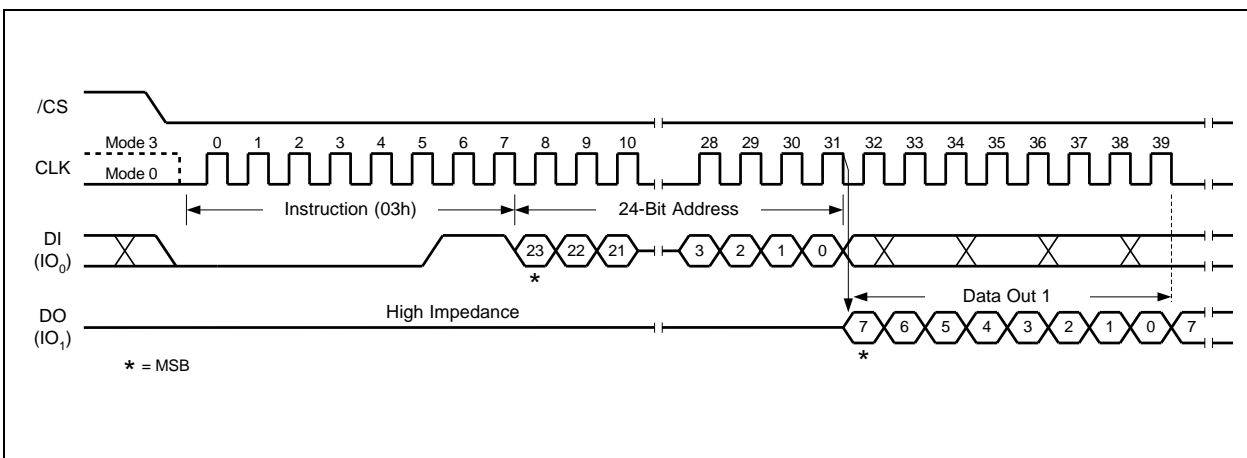 /CS
Mode 3
0 1 2 3 4 5 6 7 8 9 10 28 29 30 31 32 33 34 35 36 37 38 39
CLK
Mode 0
Instruction (03h)
24-Bit Address
DI
(IO0)
23 22 21 3 2 1 0
*
High Impedance
Data Out 1
DO
(IO1)
7 6 5 4 3 2 1 0 7
*
* = MSB